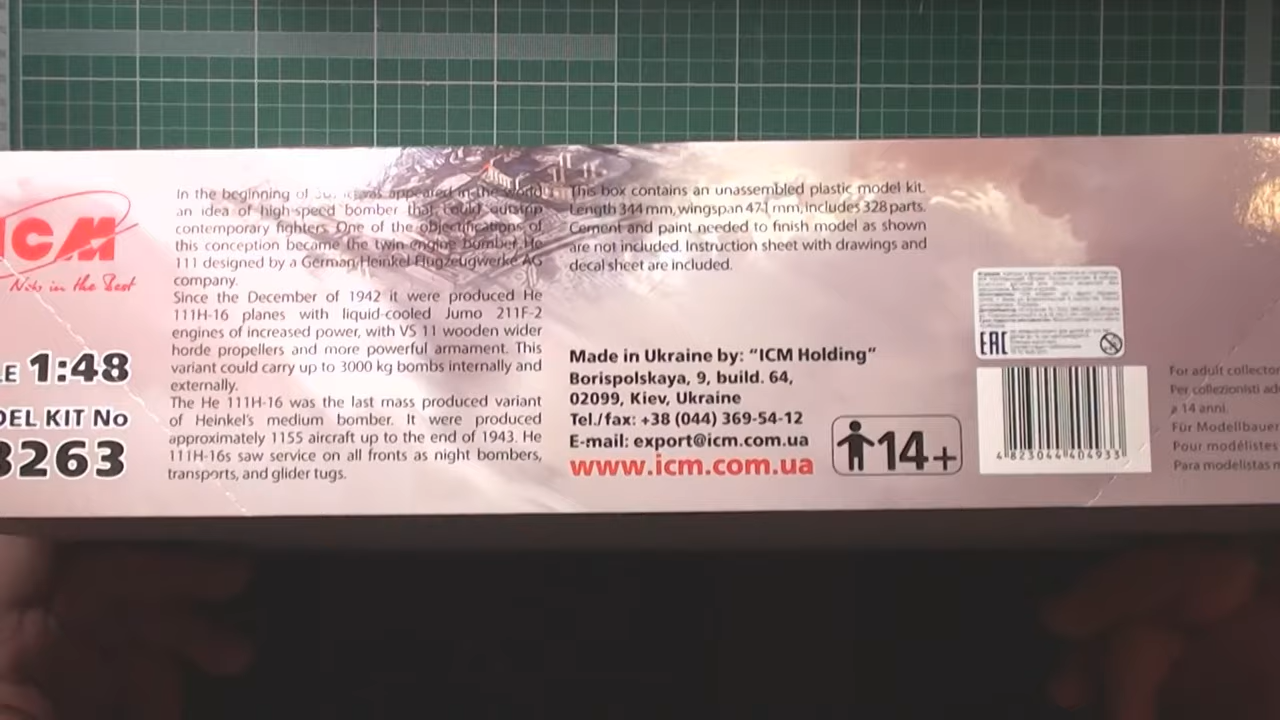 ICM
Nobis in the Best
E 1:48
DEL KIT No
8263
In the beginning of 30. it was appeared in the world
an idea of high-speed bomber that could outstrip
contemporary fighters. One of the objectifications of
this conception became the twin-engine bomber He
111 designed by a German Heinkel Flugzeugwerke AG
company.
Since the December of 1942 it were produced He
111H-16 planes with liquid-cooled Jumo 211F-2
engines of increased power, with VS 11 wooden wider
horde propellers and more powerful armament. This
variant could carry up to 3000 kg bombs internally and
externally.
The He 111H-16 was the last mass produced variant
of Heinkel's medium bomber. It were produced
approximately 1155 aircraft up to the end of 1943. He
111H-16s saw service on all fronts as night bombers,
transports, and glider tugs.
This box contains an unassembled plastic model kit.
Length 344 mm, wingspan 471 mm, includes 328 parts.
Cement and paint needed to finish model as shown
are not included. Instruction sheet with drawings and
decal sheet are included.
Made in Ukraine by: "ICM Holding"
Borispolskaya, 9, build. 64,
02099, Kiev, Ukraine
Tel./fax: +38 (044) 369-54-12
E-mail: export@icm.com.ua
www.icm.com.ua
14+
EAC
4 823044 404933
For adult collector
Per collezionisti ad
a 14 anni.
Für Modellbauer
Pour modélistes
Para modelistas m